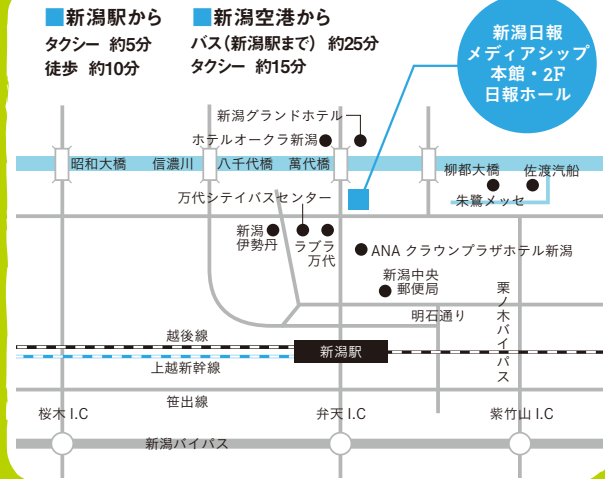 ■新潟駅から
タクシー 約5分
徒歩 約10分
■新潟空港から
バス(新潟駅まで) 約25分
タクシー 約15分
新潟日報
メディアシップ
本館・2F
日報ホール
新潟グランドホテル
ホテルオークラ新潟
昭和大橋
信濃川
八千代橋
萬代橋
柳都大橋
佐渡汽船
朱鷺メッセ
万代シテイバスセンター
新潟
伊勢丹
ラブラ
万代
ANA クラウンプラザホテル新潟
新潟中央
郵便局
明石通り
栗ノ木バイパス
越後線
新潟駅
上越新幹線
笹出線
桜木 I.C
弁天 I.C
紫竹山 I.C
新潟バイパス